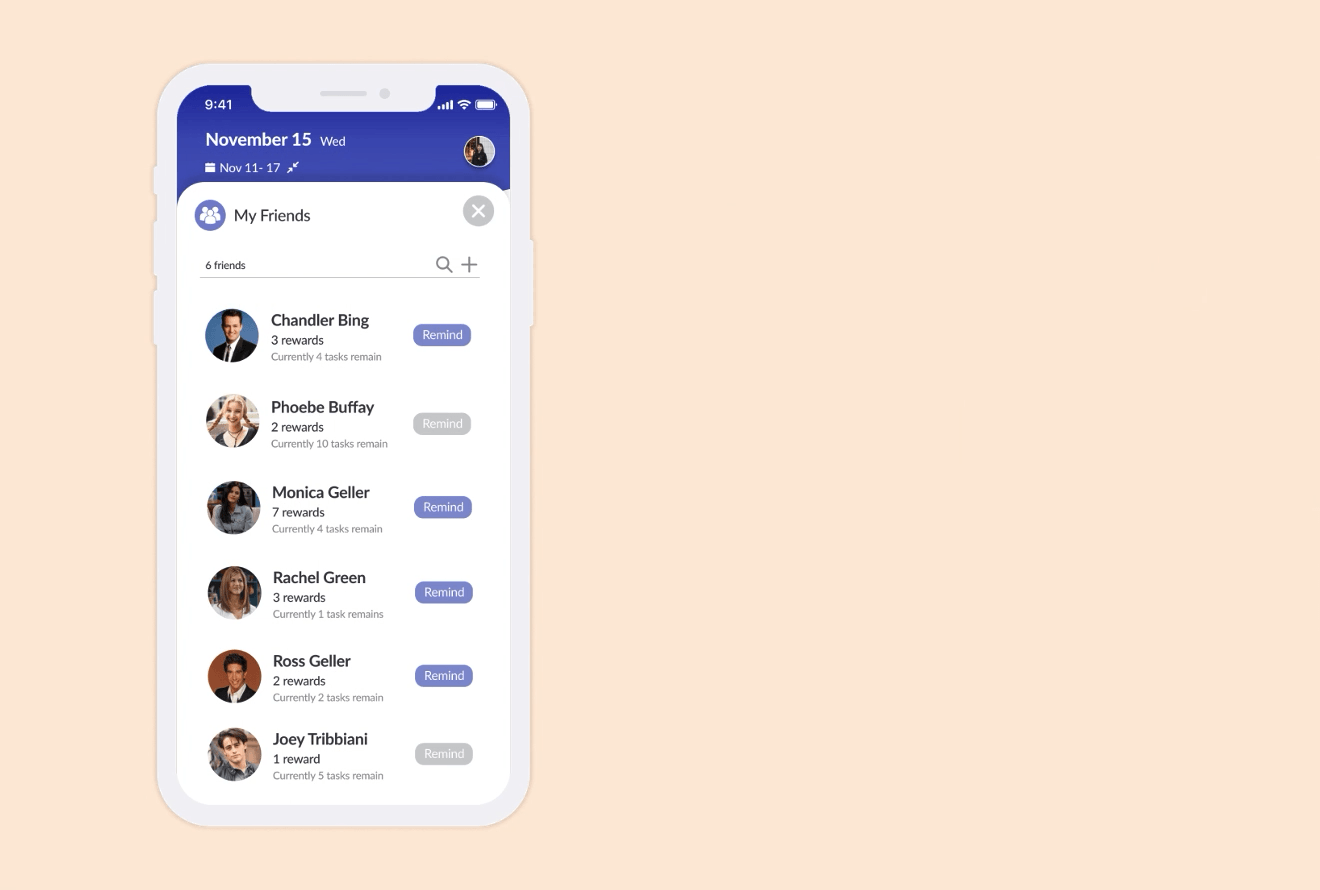 9:41
November 15 Wed
Nov 11- 17
My Friends
6 friends
Chandler Bing
3 rewards
Currently 4 tasks remain
Remind
Phoebe Buffay
2 rewards
Currently 10 tasks remain
Remind
Monica Geller
7 rewards
Currently 4 tasks remain
Remind
Rachel Green
3 rewards
Currently 1 task remains
Remind
Ross Geller
2 rewards
Currently 2 tasks remain
Remind
Joey Tribbiani
1 reward
Currently 5 tasks remain
Remind